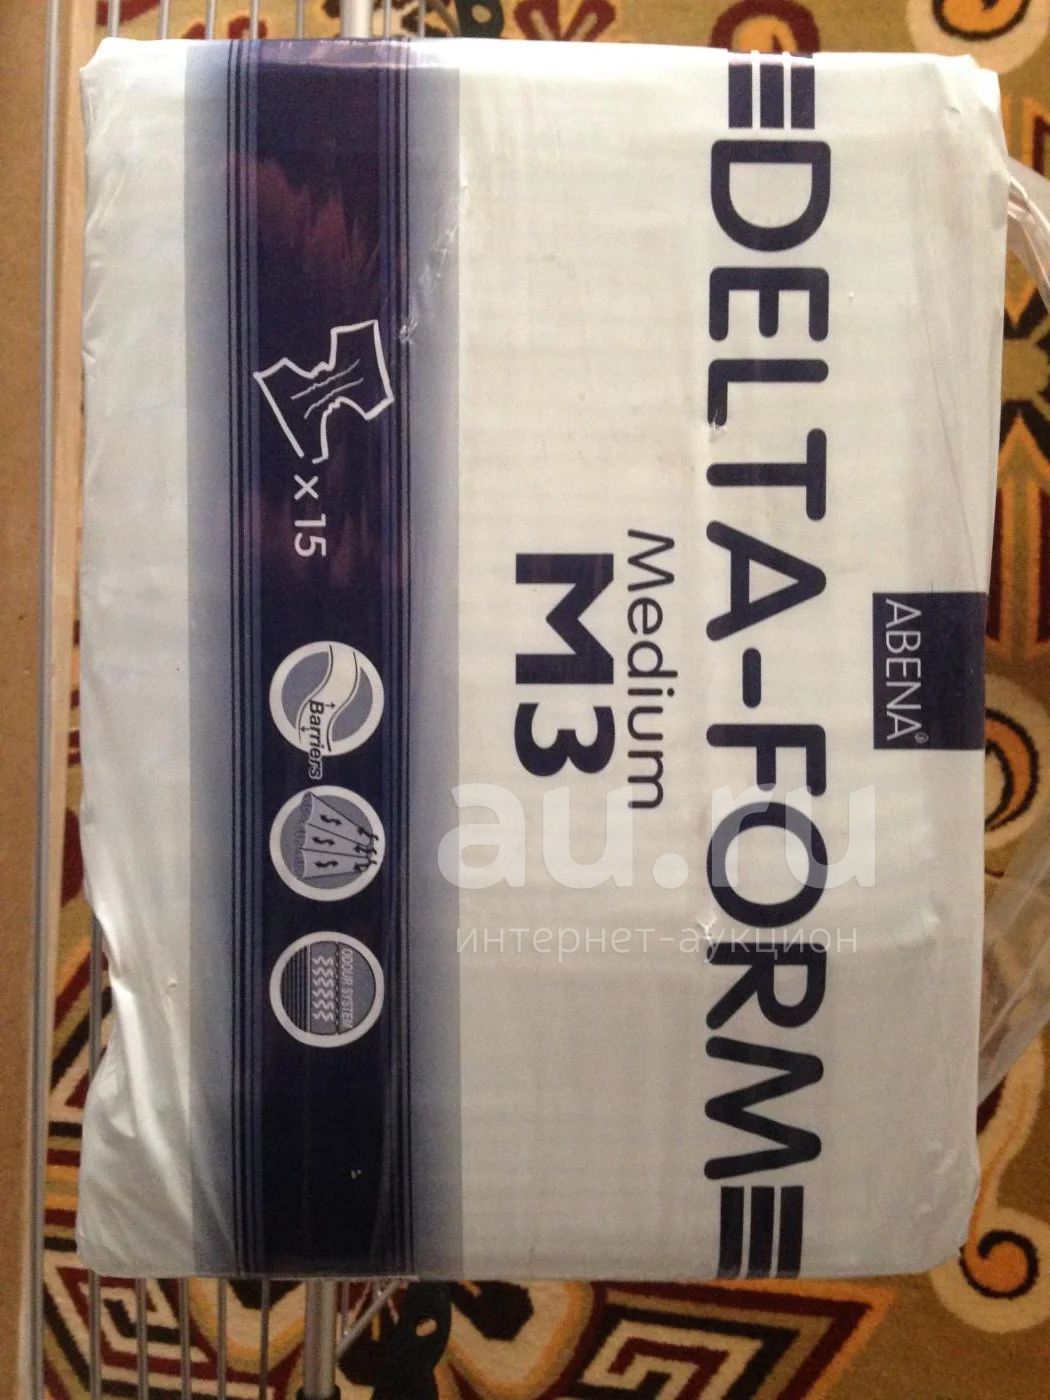 ABENA®
DELTA-FORM
Medium
M3
x 15
Barriers
au.ru
интернет-аукцион